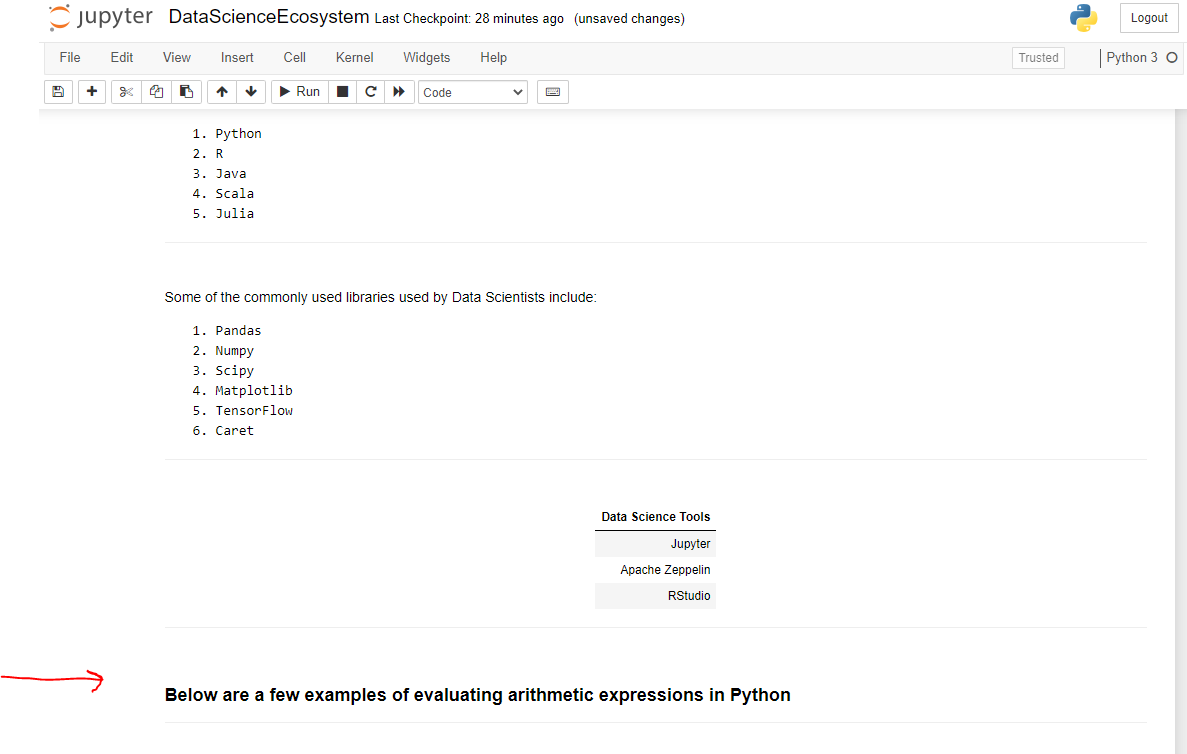 jupyter DataScienceEcosystem Last Checkpoint: 28 minutes ago (unsaved changes) Logout
File Edit View Insert Cell Kernel Widgets Help Trusted Python 3
Run Code
1. Python
2. R
3. Java
4. Scala
5. Julia
Some of the commonly used libraries used by Data Scientists include:
1. Pandas
2. Numpy
3. Scipy
4. Matplotlib
5. TensorFlow
6. Caret
Data Science Tools
Jupyter
Apache Zeppelin
RStudio
Below are a few examples of evaluating arithmetic expressions in Python